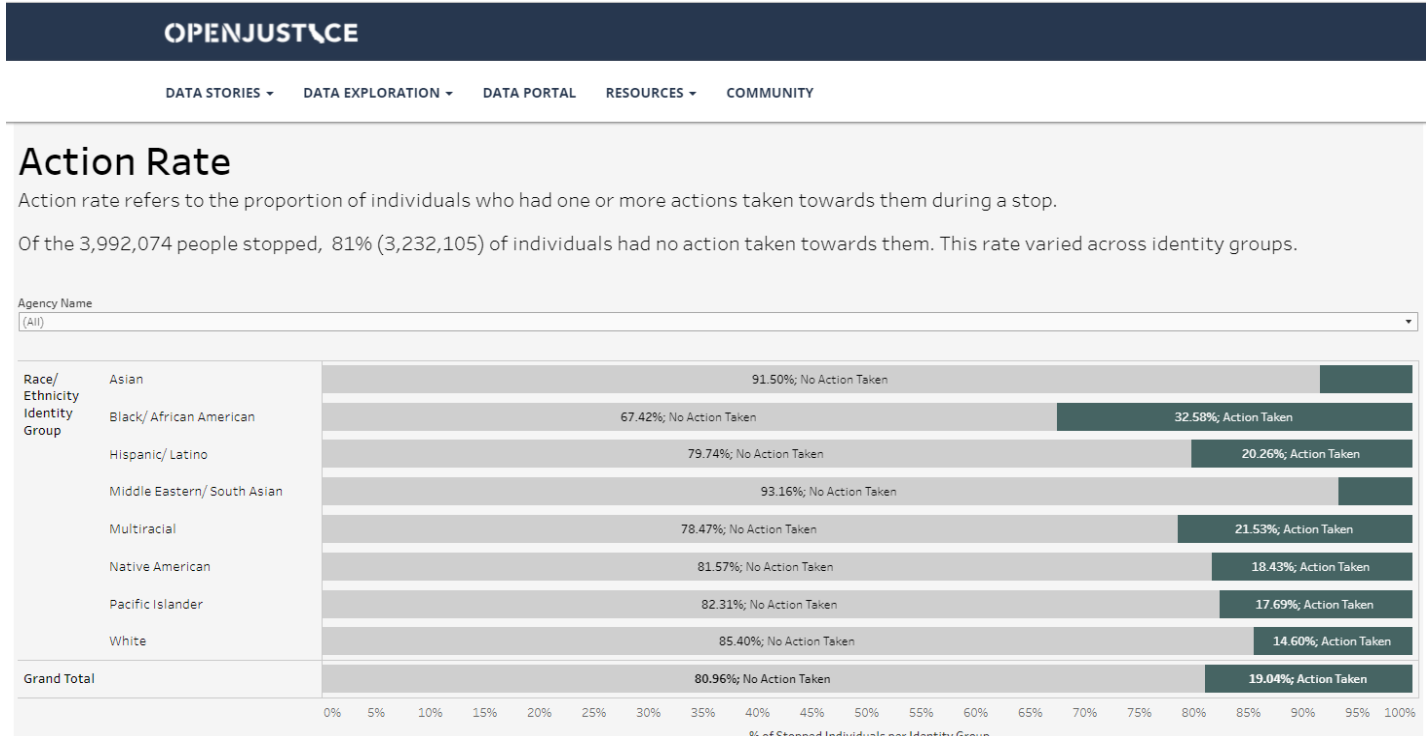 OPENJUSTICE
DATA STORIES
DATA EXPLORATION
DATA PORTAL
RESOURCES
COMMUNITY
Action Rate
Action rate refers to the proportion of individuals who had one or more actions taken towards them during a stop.
Of the 3,992,074 people stopped, 81% (3,232,105) of individuals had no action taken towards them. This rate varied across identity groups.
Agency Name
(All)
Race/
Ethnicity
Identity
Group
Asian
91.50%; No Action Taken
Black/ African American
67.42%; No Action Taken
32.58%; Action Taken
Hispanic/ Latino
79.74%; No Action Taken
20.26%; Action Taken
Middle Eastern/ South Asian
93.16%; No Action Taken
Multiracial
78.47%; No Action Taken
21.53%; Action Taken
Native American
81.57%; No Action Taken
18.43%; Action Taken
Pacific Islander
82.31%; No Action Taken
17.69%; Action Taken
White
85.40%; No Action Taken
14.60%; Action Taken
Grand Total
80.96%; No Action Taken
19.04%; Action Taken
0% 5% 10% 15% 20% 25% 30% 35% 40% 45% 50% 55% 60% 65% 70% 75% 80% 85% 90% 95% 100%
% of Stopped Individuals per Identity Group